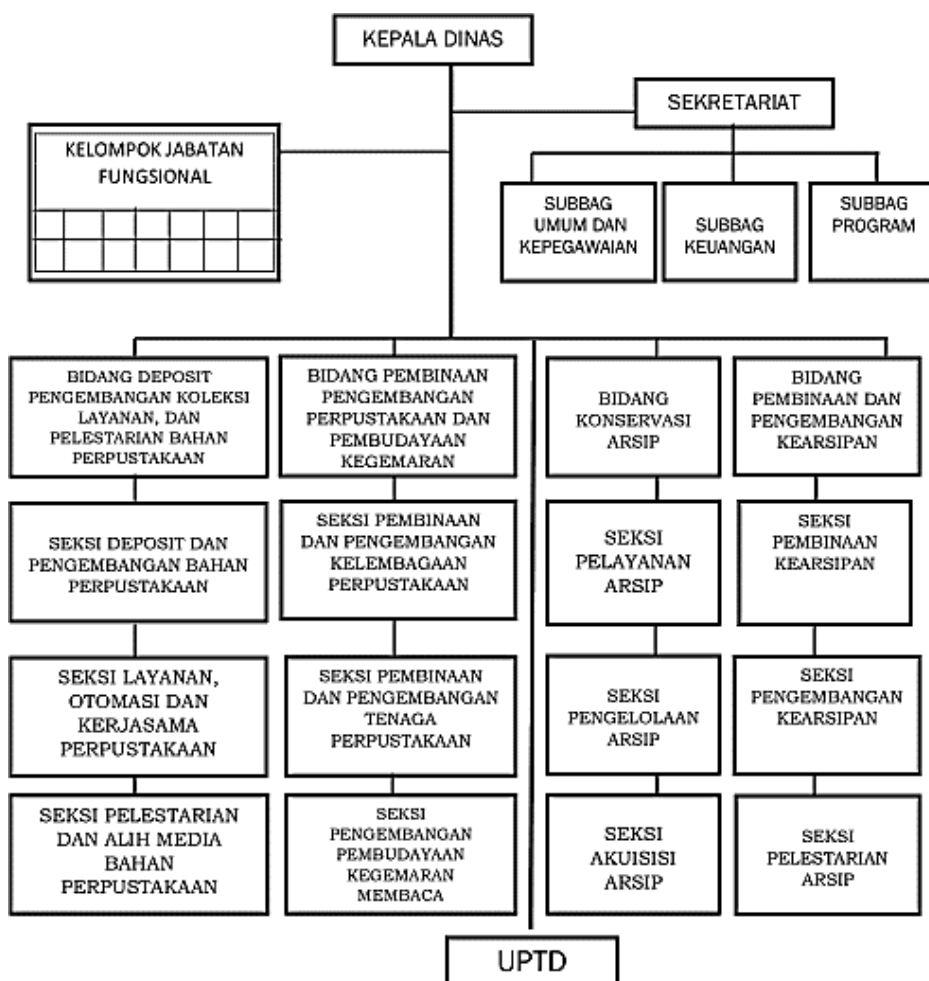 KEPALA DINAS
SEKRETARIAT
KELOMPOK JABATAN
FUNGSIONAL
SUBBAG
UMUM DAN
KEPEGAWAIAN
SUBBAG
KEUANGAN
SUBBAG
PROGRAM
BIDANG DEPOSIT
PENGEMBANGAN KOLEKSI
LAYANAN, DAN
PELESTARIAN BAHAN
PERPUSTAKAAN
BIDANG PEMBINAAN
PENGEMBANGAN
PERPUSTAKAAN DAN
PEMBUDAYAAN
KEGEMARAN
BIDANG
KONSERVASI
ARSIP
BIDANG
PEMBINAAN DAN
PENGEMBANGAN
KEARSIPAN
SEKSI DEPOSIT DAN
PENGEMBANGAN BAHAN
PERPUSTAKAAN
SEKSI PEMBINAAN
DAN PENGEMBANGAN
KELEMBAGAAN
PERPUSTAKAAN
SEKSI
PELAYANAN
ARSIP
SEKSI
PEMBINAAN
KEARSIPAN
SEKSI LAYANAN,
OTOMASI DAN
KERJASAMA
PERPUSTAKAAN
SEKSI PEMBINAAN
DAN PENGEMBANGAN
TENAGA
PERPUSTAKAAN
SEKSI
PENGELOLAAN
ARSIP
SEKSI
PENGEMBANGAN
KEARSIPAN
SEKSI PELESTARIAN
DAN ALIH MEDIA
BAHAN
PERPUSTAKAAN
SEKSI
PENGEMBANGAN
PEMBUDAYAAN
KEGEMARAN
MEMBACA
SEKSI
AKUISISI
ARSIP
SEKSI
PELESTARIAN
ARSIP
UPTD